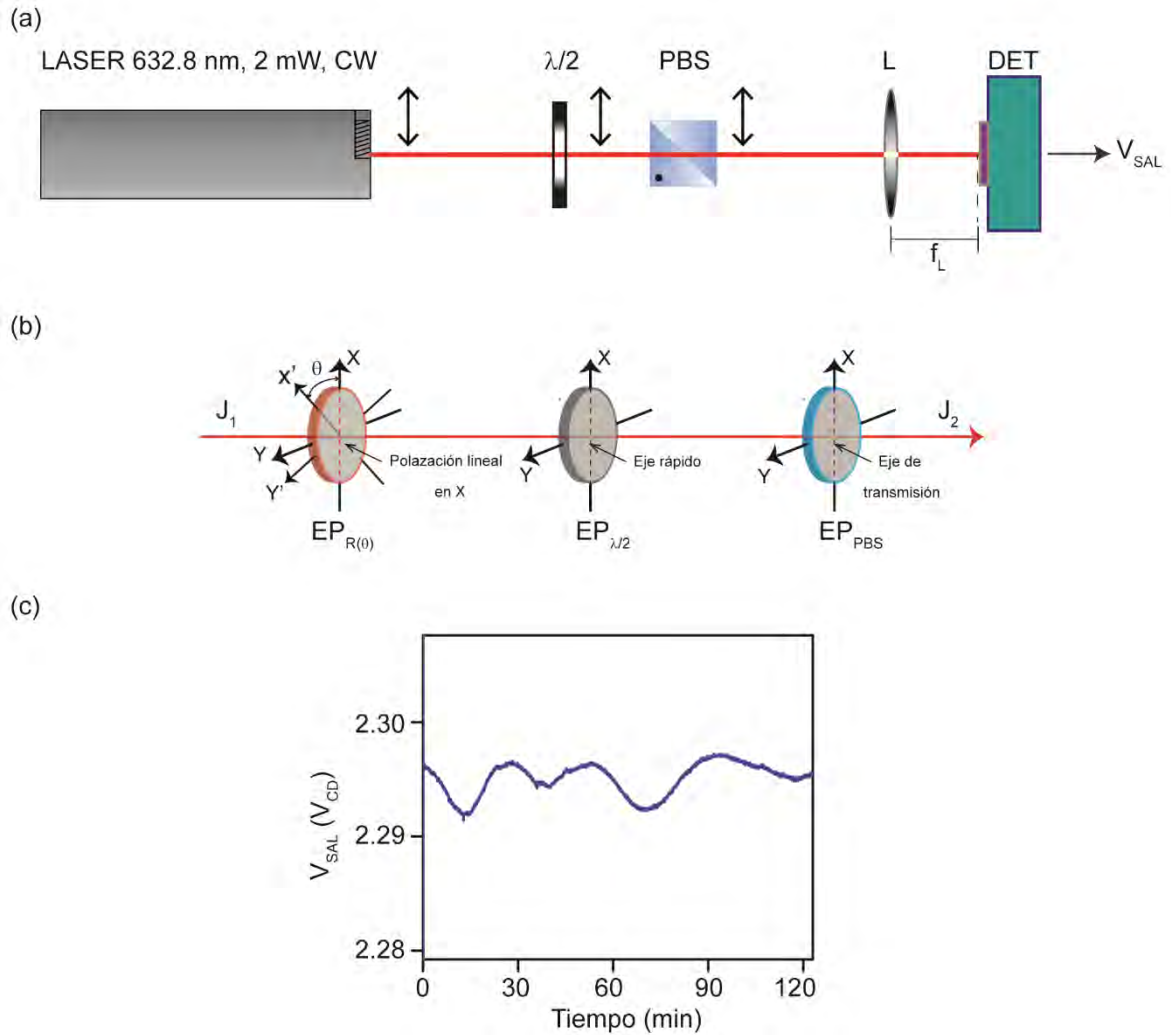 (a)
LASER 632.8 nm, 2 mW, CW
λ/2
PBS
L
DET
V_SAL
f_L
(b)
X
θ
X'
J_1
Y
Y'
Polazación lineal
en X
EP_R(θ)
X
Y
Eje rápido
EP_λ/2
X
Y
Eje de
transmisión
EP_PBS
J_2
(c)
V_SAL (V_CD)
2.30
2.29
2.28
0
30
60
90
120
Tiempo (min)